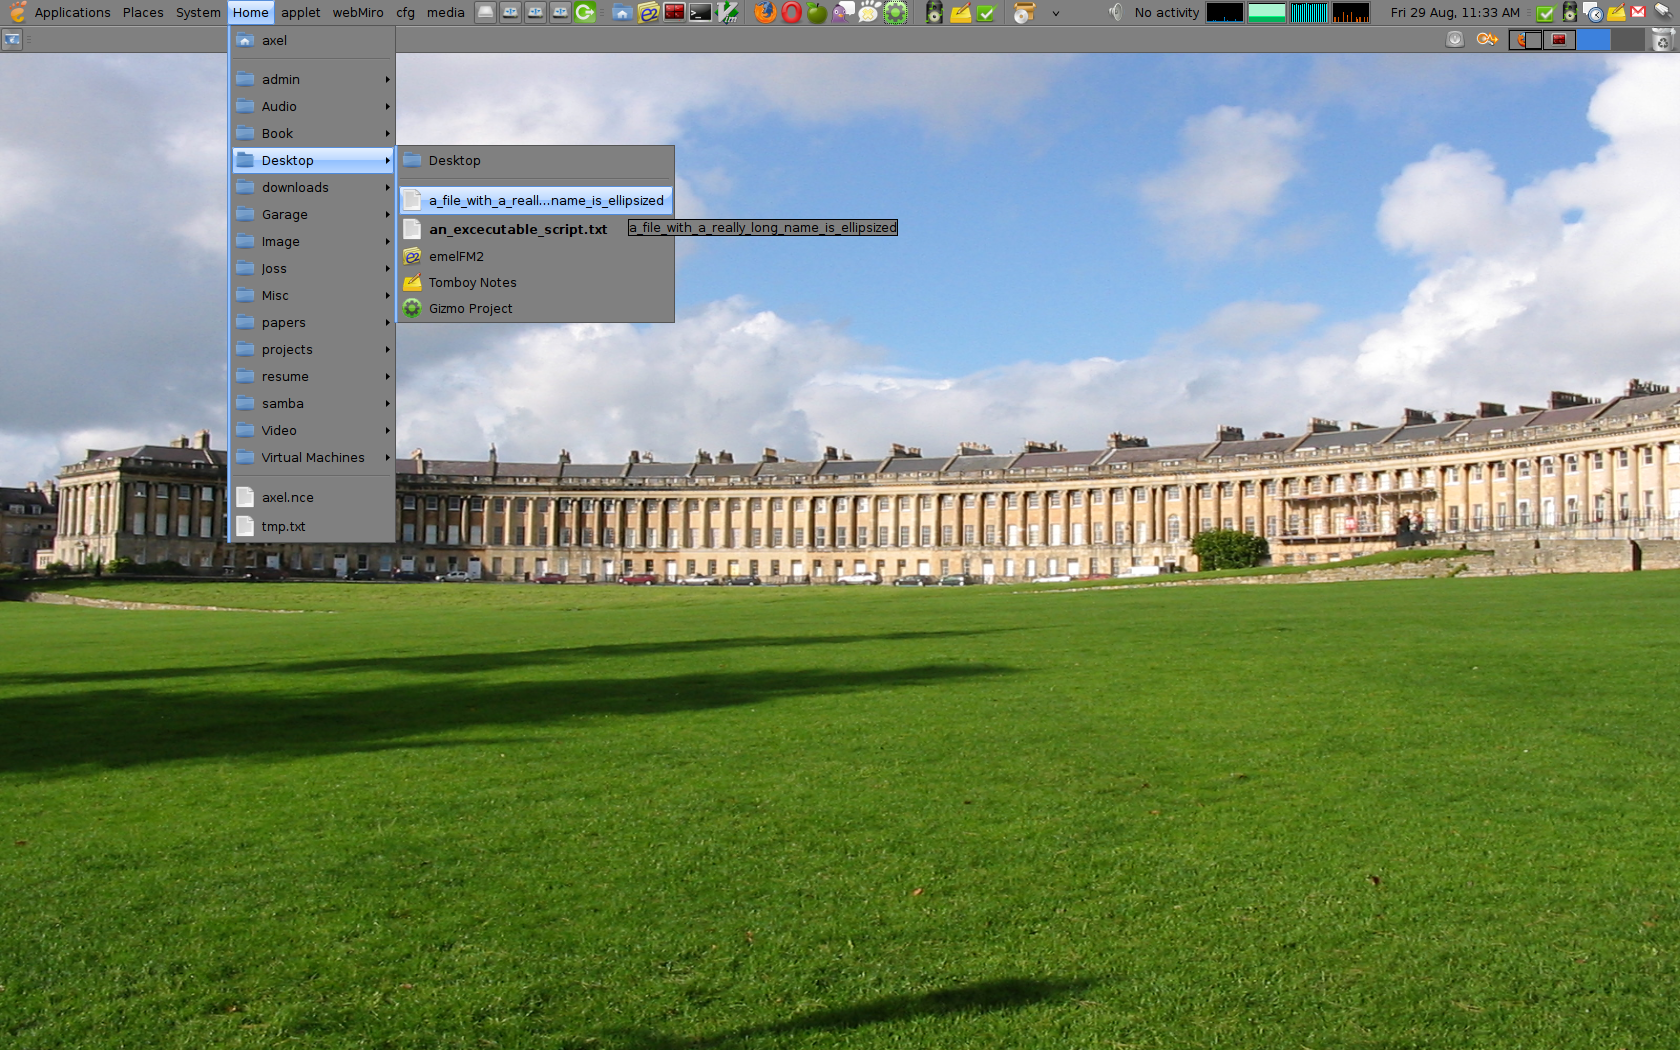 Applications Places System Home applet webMiro cfg media No activity Fri 29 Aug, 11:33 AM
axel
admin
Audio
Book
Desktop
downloads
Garage
Image
Joss
Misc
papers
projects
resume
samba
Video
Virtual Machines
axel.nce
tmp.txt
Desktop
a_file_with_a_reall...name_is_ellipsized
an_excecutable_script.txt
a_file_with_a_really_long_name_is_ellipsized
emelFM2
Tomboy Notes
Gizmo Project